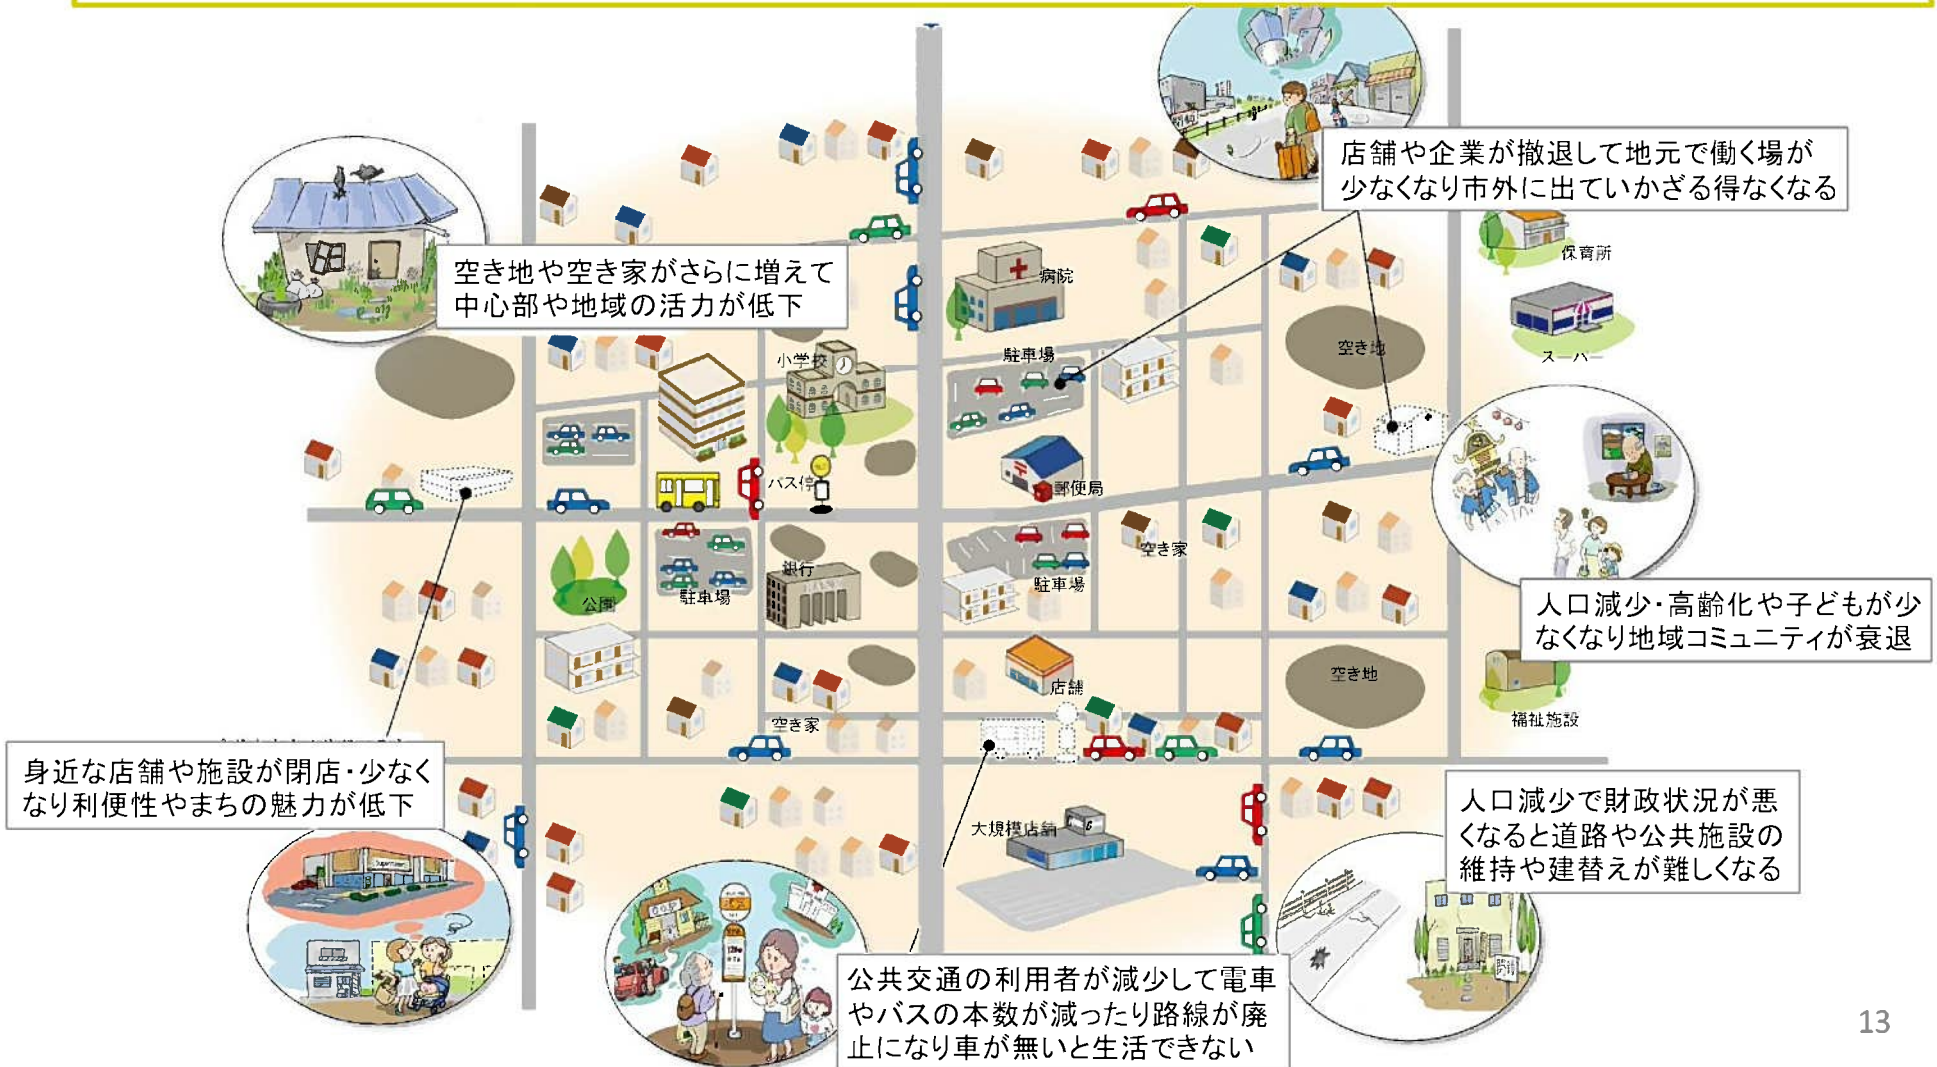 店舗や企業が撤退して地元で働く場が
少なくなり市外に出ていかざる得なくなる
保育所
空き地や空き家がさらに増えて
中心部や地域の活力が低下
病院
スーパー
小学校
駐車場
空き地
バス停
郵便局
空き家
銀行
駐車場
駐車場
公園
人口減少・高齢化や子どもが少
なくなり地域コミュニティが衰退
空き地
店舗
福祉施設
空き家
身近な店舗や施設が閉店・少なく
なり利便性やまちの魅力が低下
大規模店舗
人口減少で財政状況が悪
くなると道路や公共施設の
維持や建替えが難しくなる
Supermarket
公共交通の利用者が減少して電車
やバスの本数が減ったり路線が廃
止になり車が無いと生活できない
13